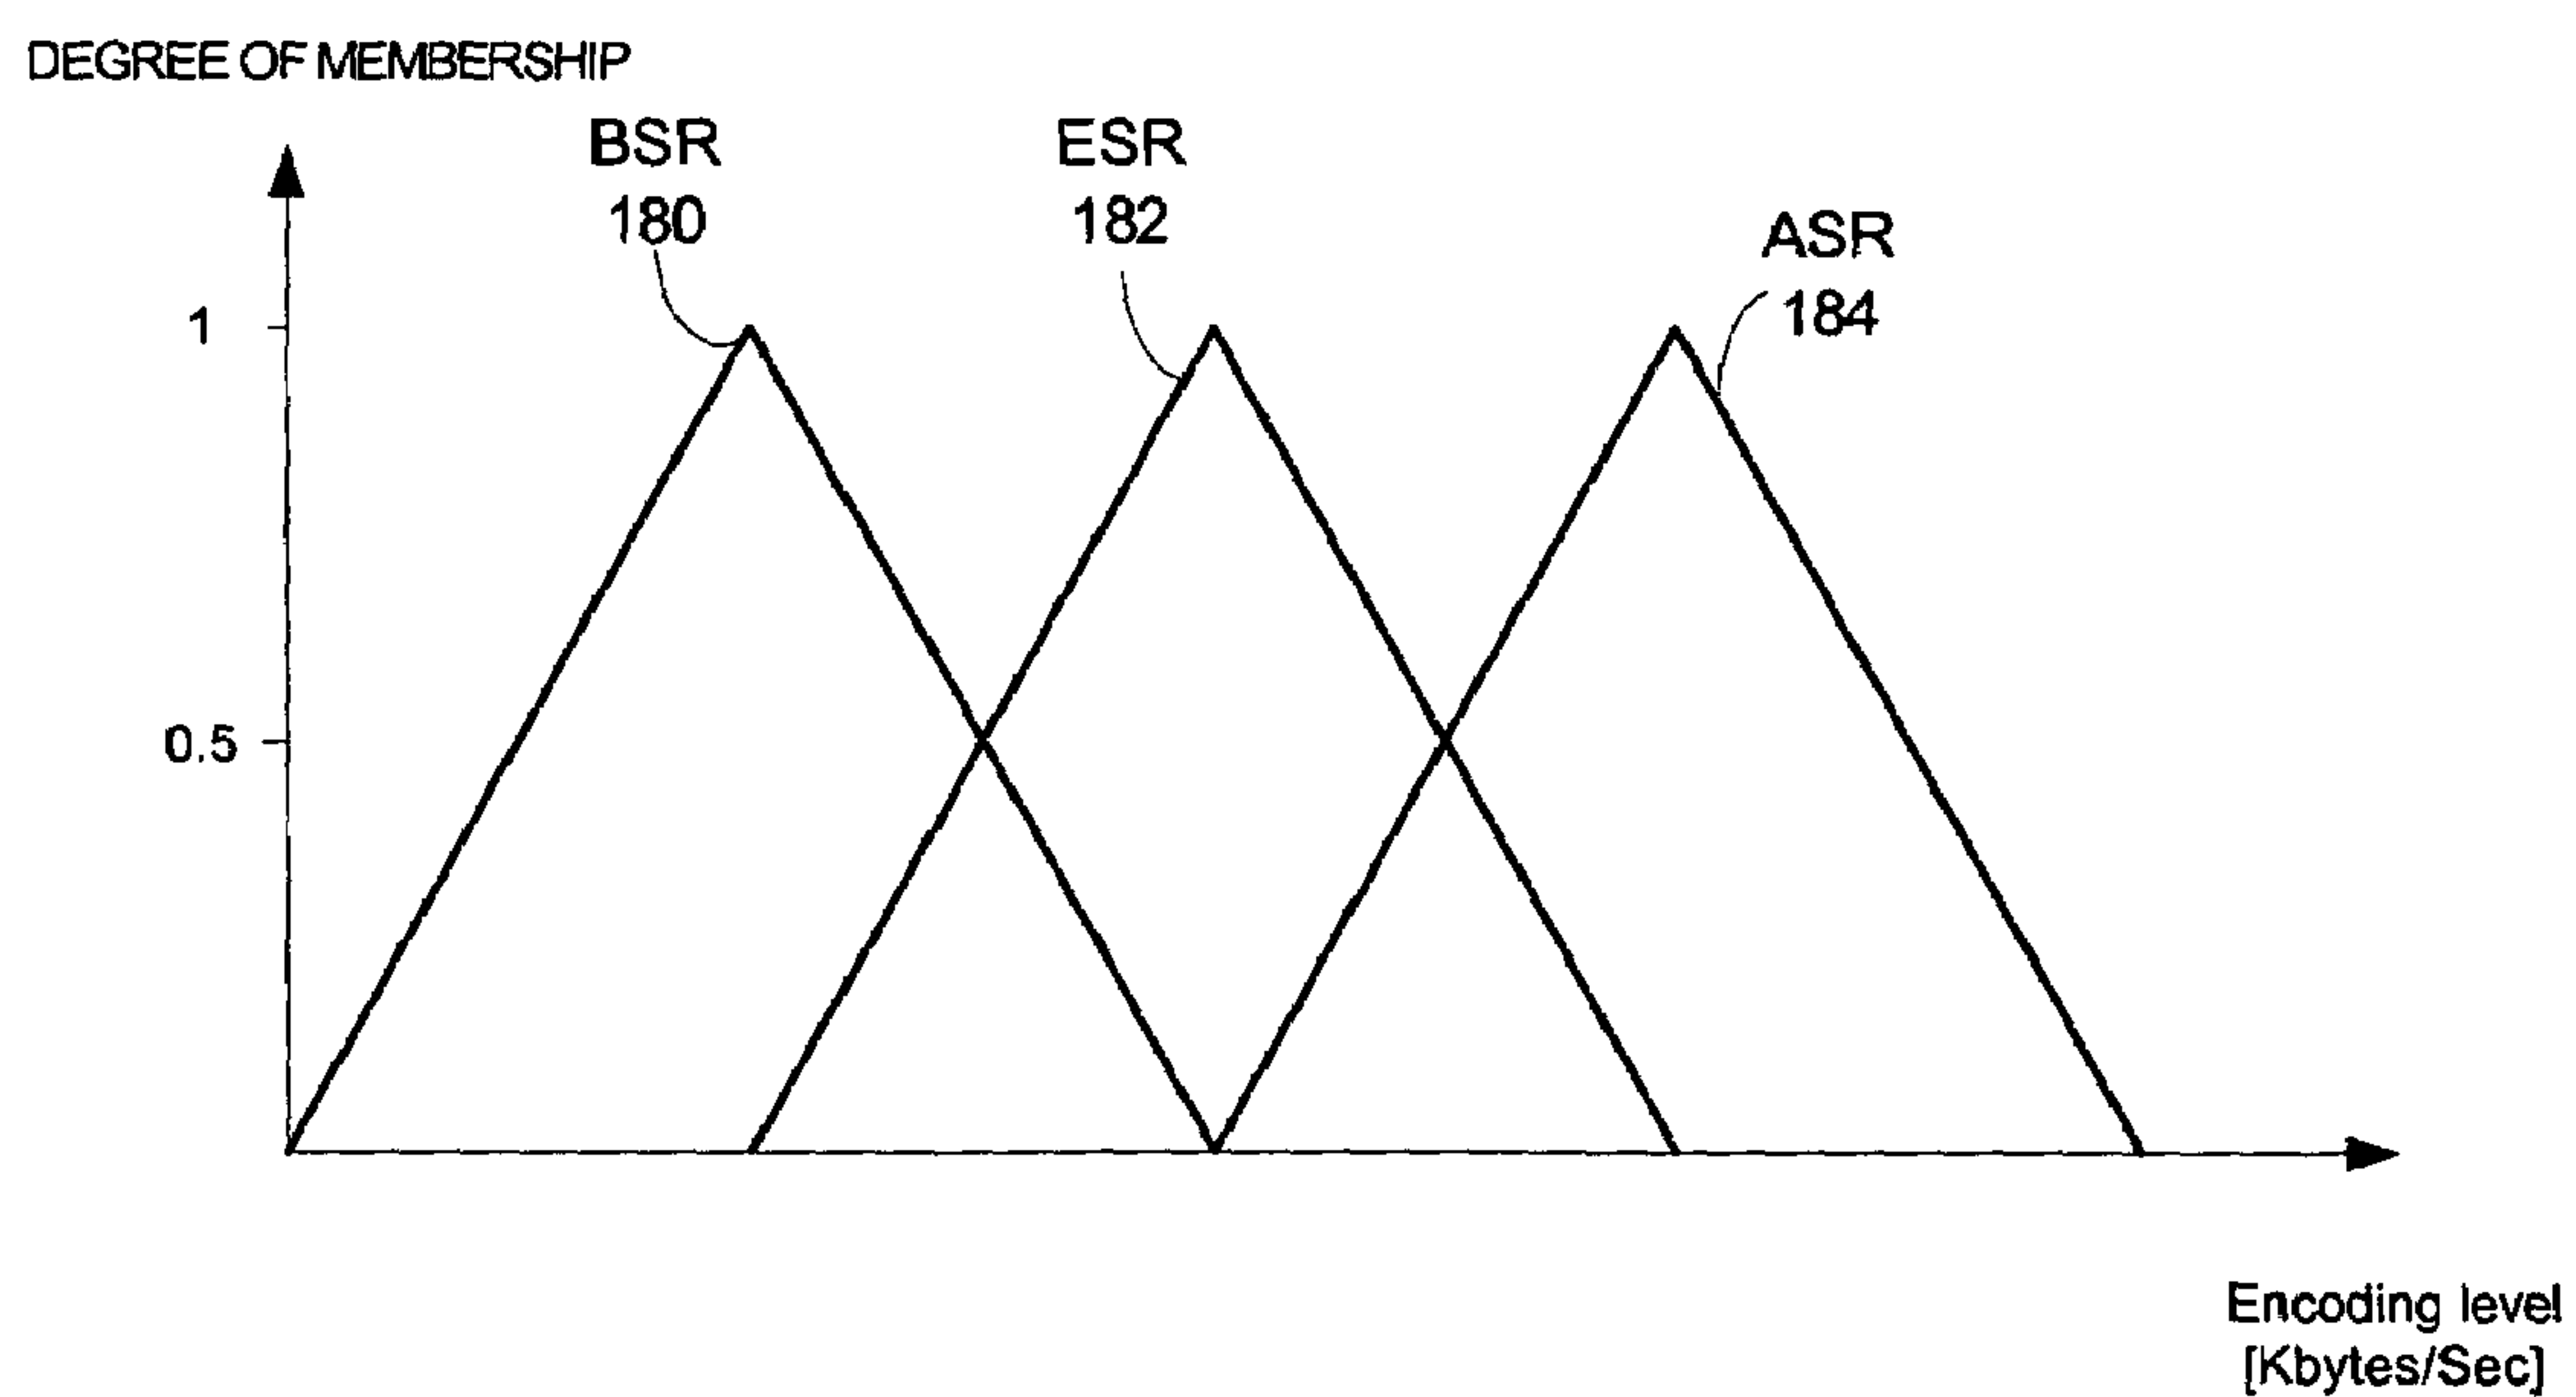 DEGREE OF MEMBERSHIP
BSR
180
ESR
182
ASR
184
1
0.5
Encoding level
[Kbytes/Sec]